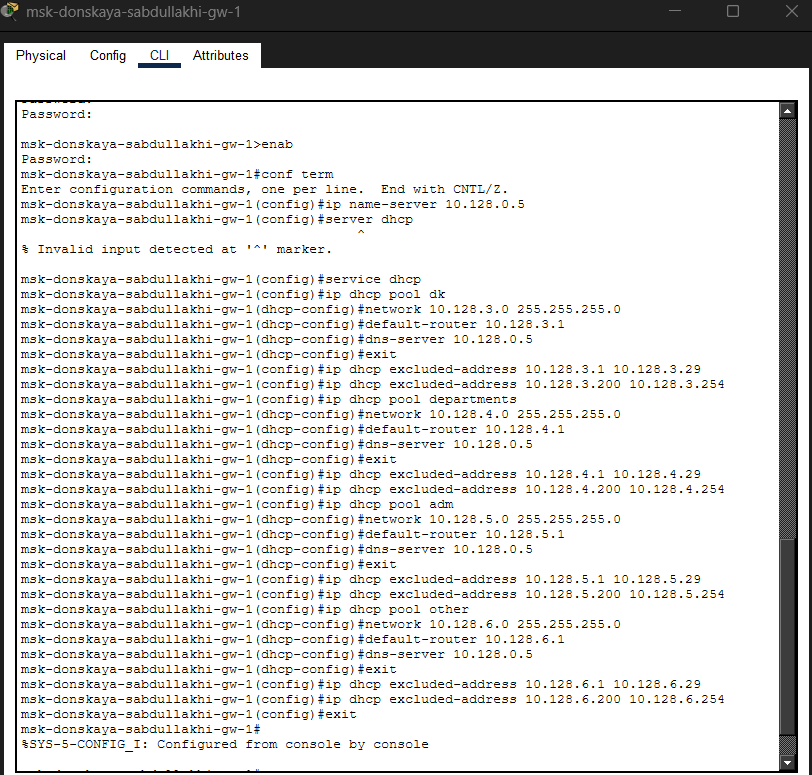 msk-donskaya-sabdullakhi-gw-1
Physical Config CLI Attributes
Password:
msk-donskaya-sabdullakhi-gw-1>enab
Password:
msk-donskaya-sabdullakhi-gw-1#conf term
Enter configuration commands, one per line. End with CNTL/Z.
msk-donskaya-sabdullakhi-gw-1(config)#ip name-server 10.128.0.5
msk-donskaya-sabdullakhi-gw-1(config)#server dhcp
^
% Invalid input detected at '^' marker.
msk-donskaya-sabdullakhi-gw-1(config)#service dhcp
msk-donskaya-sabdullakhi-gw-1(config)#ip dhcp pool dk
msk-donskaya-sabdullakhi-gw-1(dhcp-config)#network 10.128.3.0 255.255.255.0
msk-donskaya-sabdullakhi-gw-1(dhcp-config)#default-router 10.128.3.1
msk-donskaya-sabdullakhi-gw-1(dhcp-config)#dns-server 10.128.0.5
msk-donskaya-sabdullakhi-gw-1(dhcp-config)#exit
msk-donskaya-sabdullakhi-gw-1(config)#ip dhcp excluded-address 10.128.3.1 10.128.3.29
msk-donskaya-sabdullakhi-gw-1(config)#ip dhcp excluded-address 10.128.3.200 10.128.3.254
msk-donskaya-sabdullakhi-gw-1(config)#ip dhcp pool departments
msk-donskaya-sabdullakhi-gw-1(dhcp-config)#network 10.128.4.0 255.255.255.0
msk-donskaya-sabdullakhi-gw-1(dhcp-config)#default-router 10.128.4.1
msk-donskaya-sabdullakhi-gw-1(dhcp-config)#dns-server 10.128.0.5
msk-donskaya-sabdullakhi-gw-1(dhcp-config)#exit
msk-donskaya-sabdullakhi-gw-1(config)#ip dhcp excluded-address 10.128.4.1 10.128.4.29
msk-donskaya-sabdullakhi-gw-1(config)#ip dhcp excluded-address 10.128.4.200 10.128.4.254
msk-donskaya-sabdullakhi-gw-1(config)#ip dhcp pool adm
msk-donskaya-sabdullakhi-gw-1(dhcp-config)#network 10.128.5.0 255.255.255.0
msk-donskaya-sabdullakhi-gw-1(dhcp-config)#default-router 10.128.5.1
msk-donskaya-sabdullakhi-gw-1(dhcp-config)#dns-server 10.128.0.5
msk-donskaya-sabdullakhi-gw-1(dhcp-config)#exit
msk-donskaya-sabdullakhi-gw-1(config)#ip dhcp excluded-address 10.128.5.1 10.128.5.29
msk-donskaya-sabdullakhi-gw-1(config)#ip dhcp excluded-address 10.128.5.200 10.128.5.254
msk-donskaya-sabdullakhi-gw-1(config)#ip dhcp pool other
msk-donskaya-sabdullakhi-gw-1(dhcp-config)#network 10.128.6.0 255.255.255.0
msk-donskaya-sabdullakhi-gw-1(dhcp-config)#default-router 10.128.6.1
msk-donskaya-sabdullakhi-gw-1(dhcp-config)#dns-server 10.128.0.5
msk-donskaya-sabdullakhi-gw-1(dhcp-config)#exit
msk-donskaya-sabdullakhi-gw-1(config)#ip dhcp excluded-address 10.128.6.1 10.128.6.29
msk-donskaya-sabdullakhi-gw-1(config)#ip dhcp excluded-address 10.128.6.200 10.128.6.254
msk-donskaya-sabdullakhi-gw-1(config)#exit
msk-donskaya-sabdullakhi-gw-1#
%SYS-5-CONFIG_I: Configured from console by console